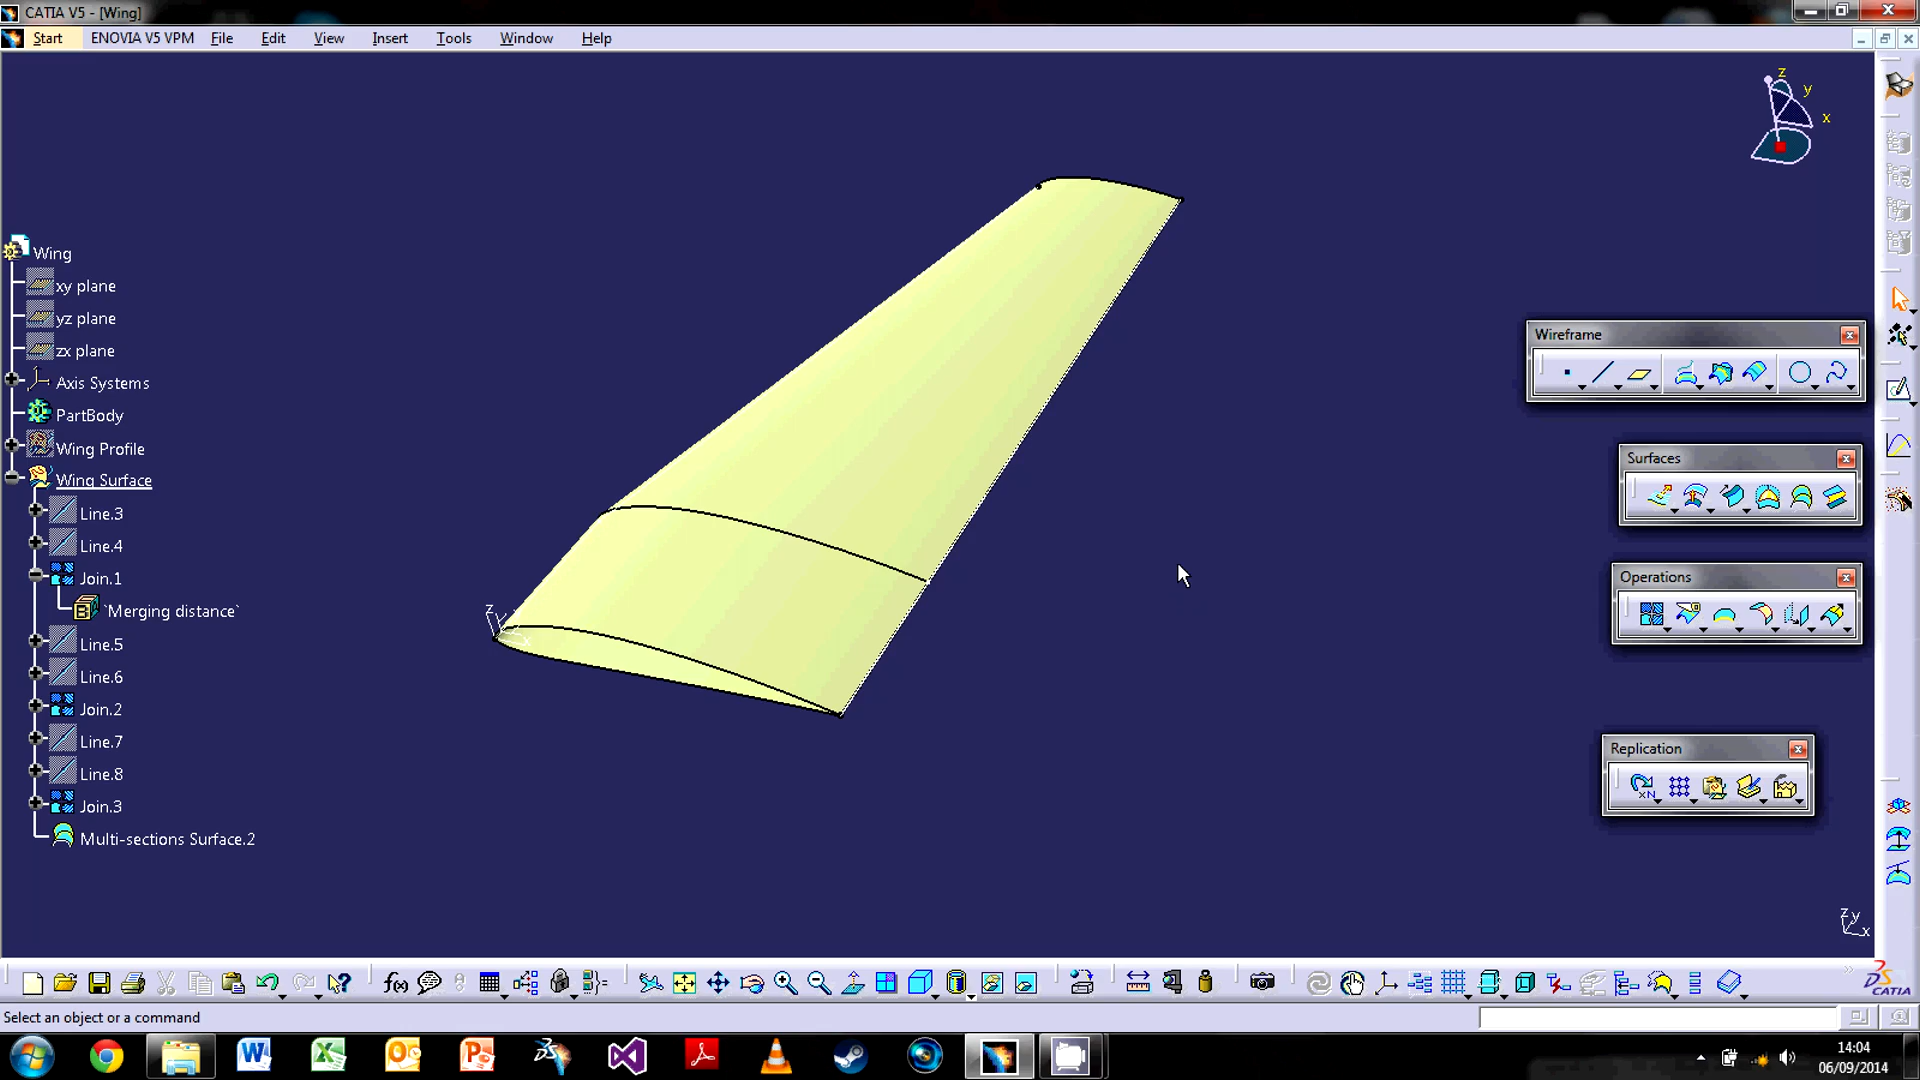 CATIA V5 - [Wing]
Start ENOVIA V5 VPM File Edit View Insert Tools Window Help
z
y
x
Wing
xy plane
yz plane
zx plane
Axis Systems
PartBody
Wing Profile
Wing Surface
Line.3
Line.4
Join.1
`Merging distance`
Line.5
Line.6
Join.2
Line.7
Line.8
Join.3
Multi-sections Surface.2
Wireframe
Surfaces
Operations
Replication
z
x
z y
x
CATIA
Select an object or a command
14:04
06/09/2014